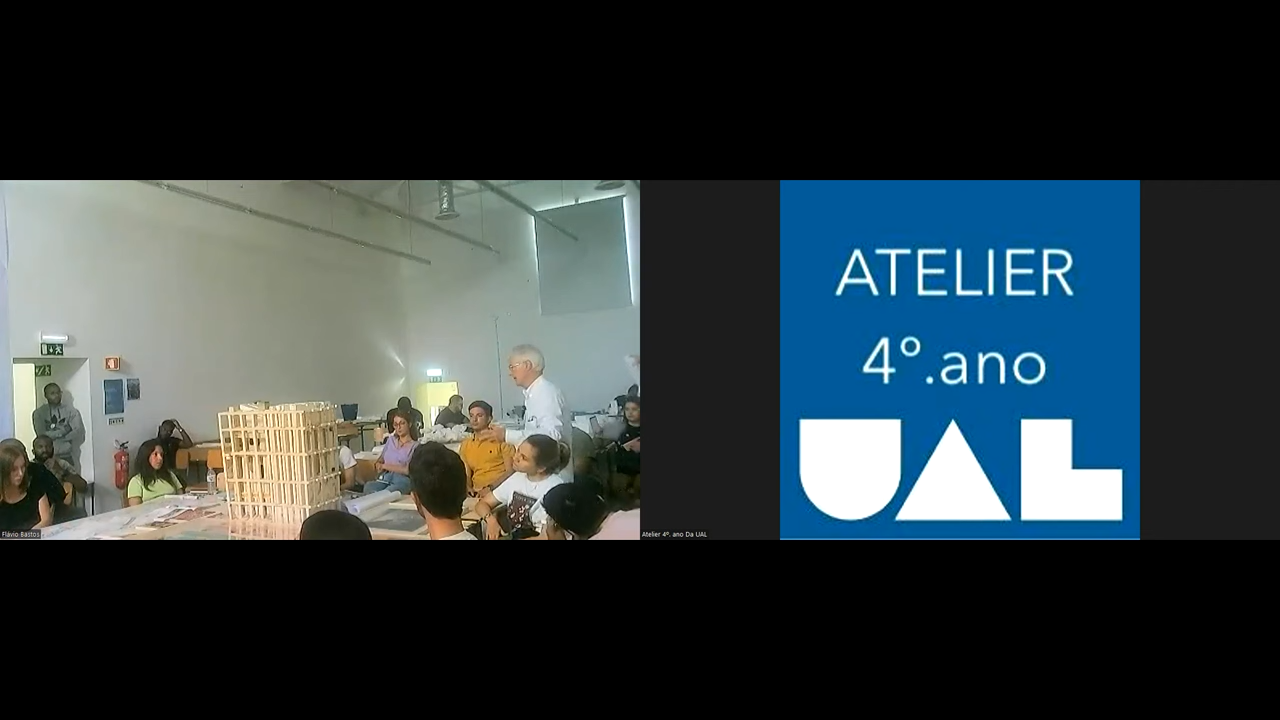 ATELIER
4º.ano
UAL
Flávio Bastos
Atelier 4º. ano Da UAL